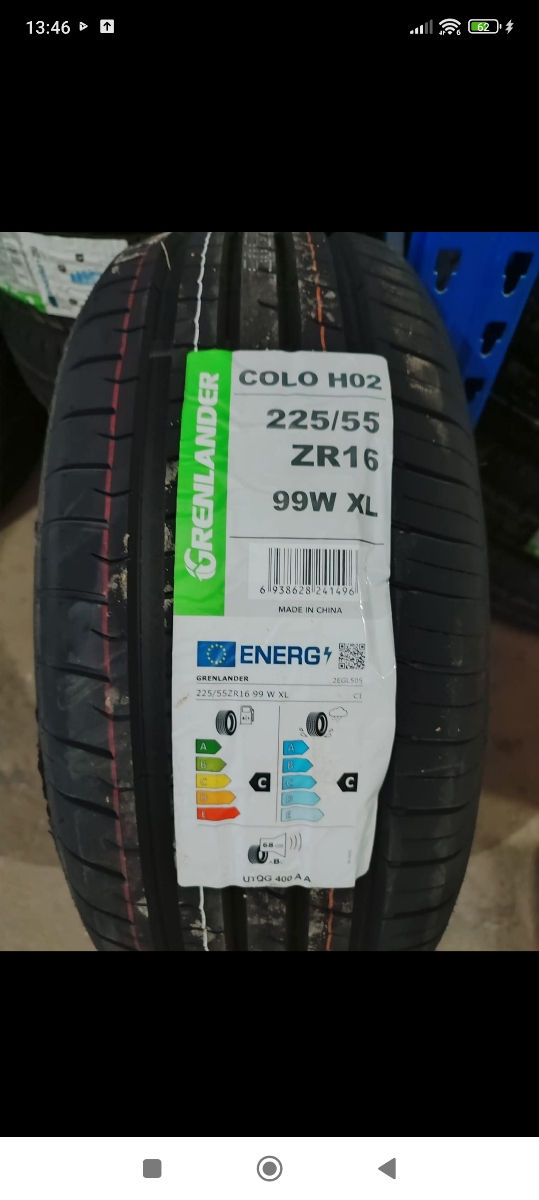 13:46
62
GRENLANDER
COLO H02
225/55
ZR16
99W XL
6 938628 241496
MADE IN CHINA
ENERG
GRENLANDER
2EGL505
225/55ZR16 99 W XL
C1
A
B
C
D
E
C
A
B
C
D
E
C
68
B
UTQG 400 A A